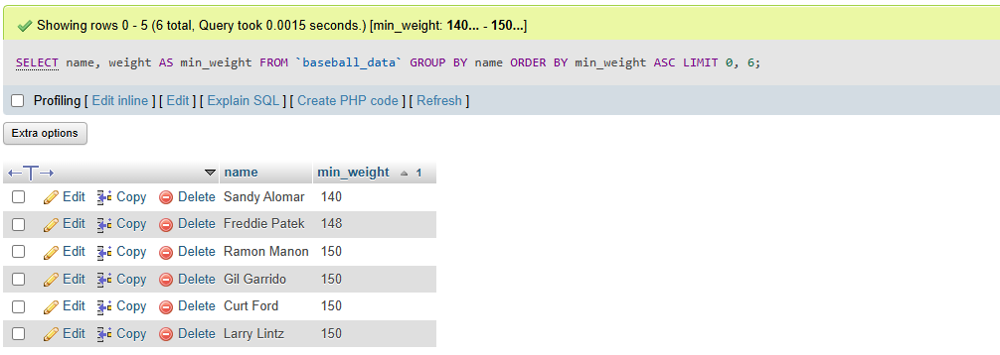 Showing rows 0 - 5 (6 total, Query took 0.0015 seconds.) [min_weight: 140... - 150...]
SELECT name, weight AS min_weight FROM `baseball_data` GROUP BY name ORDER BY min_weight ASC LIMIT 0, 6;
Profiling [ Edit inline ] [ Edit ] [ Explain SQL ] [ Create PHP code ] [ Refresh ]
Extra options
←T→ name min_weight 1
Edit Copy Delete Sandy Alomar 140
Edit Copy Delete Freddie Patek 148
Edit Copy Delete Ramon Manon 150
Edit Copy Delete Gil Garrido 150
Edit Copy Delete Curt Ford 150
Edit Copy Delete Larry Lintz 150